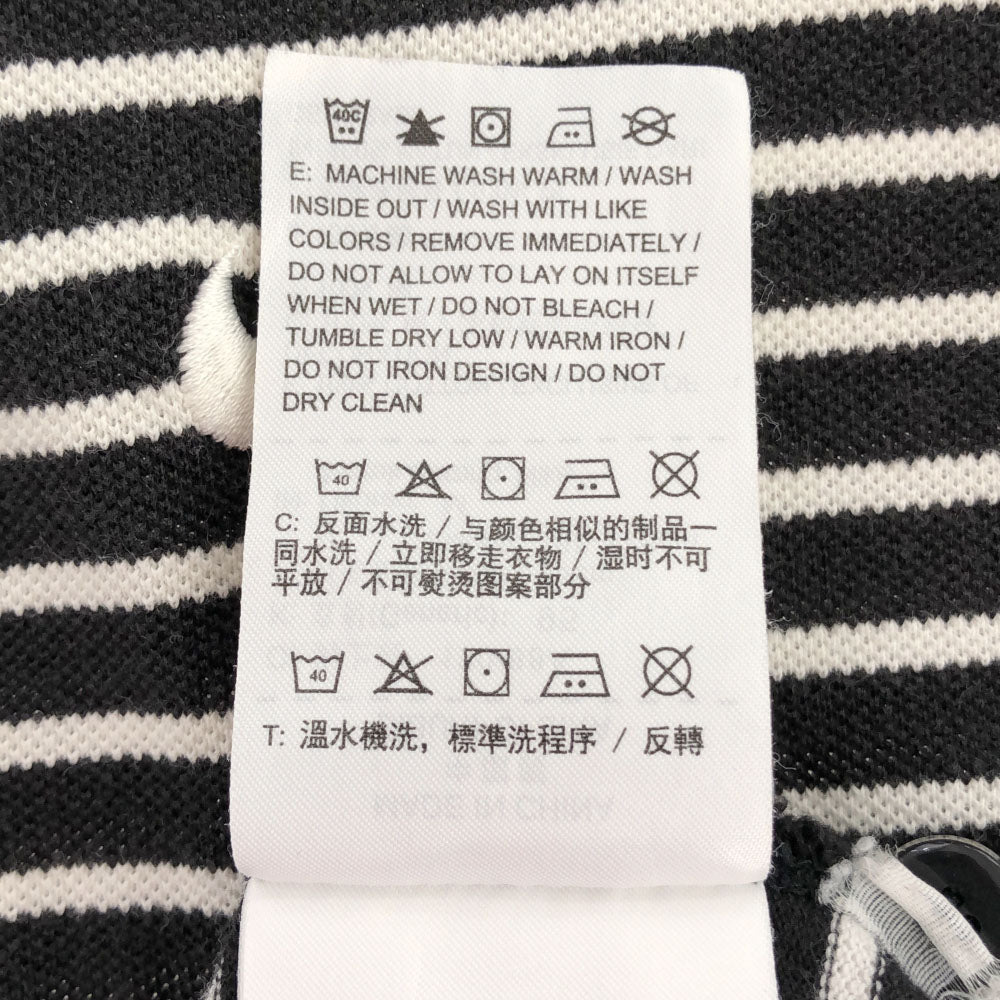 40C
E: MACHINE WASH WARM / WASH
INSIDE OUT / WASH WITH LIKE
COLORS / REMOVE IMMEDIATELY /
DO NOT ALLOW TO LAY ON ITSELF
WHEN WET / DO NOT BLEACH /
TUMBLE DRY LOW / WARM IRON /
DO NOT IRON DESIGN / DO NOT
DRY CLEAN
40
C: 反面水洗 / 与颜色相似的制品一
同水洗 / 立即移走衣物 / 湿时不可
平放 / 不可熨烫图案部分
40
T: 溫水機洗，標準洗程序 / 反轉
MADE IN CHINA